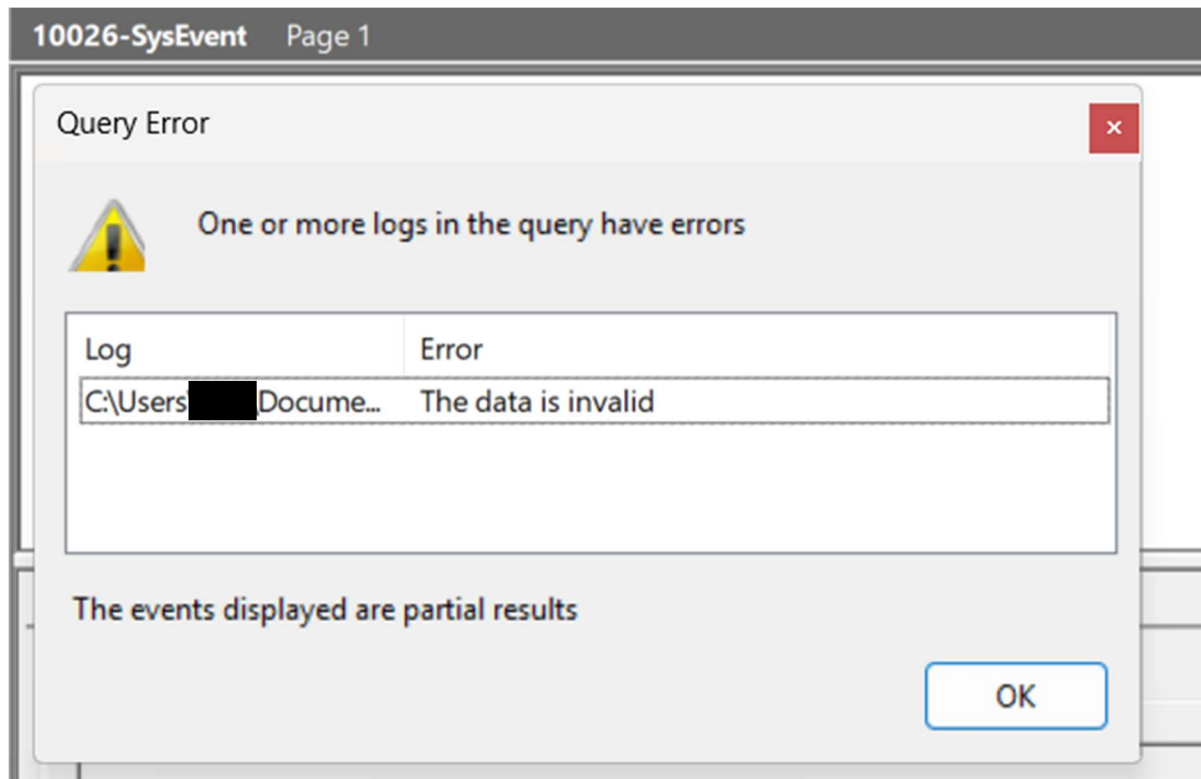 10026-SysEvent Page 1
Query Error
One or more logs in the query have errors
Log Error
C:\Users\ \Docume... The data is invalid
The events displayed are partial results
OK